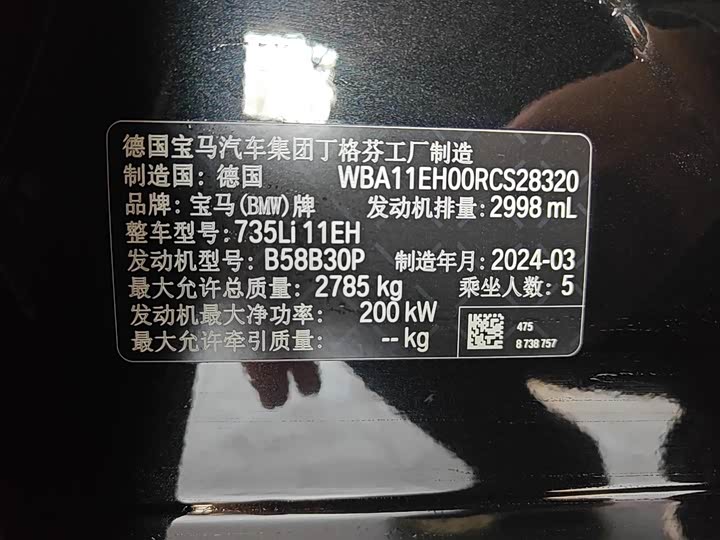 德国宝马汽车集团丁格芬工厂制造
制造国: 德国 WBA11EH00RCS28320
品牌: 宝马(BMW)牌 发动机排量: 2998 mL
整车型号: 735Li 11EH
发动机型号: B58B30P 制造年月: 2024-03
最大允许总质量: 2785 kg 乘坐人数: 5
发动机最大净功率: 200 kW
最大允许牵引质量: -- kg
475
8 738 757